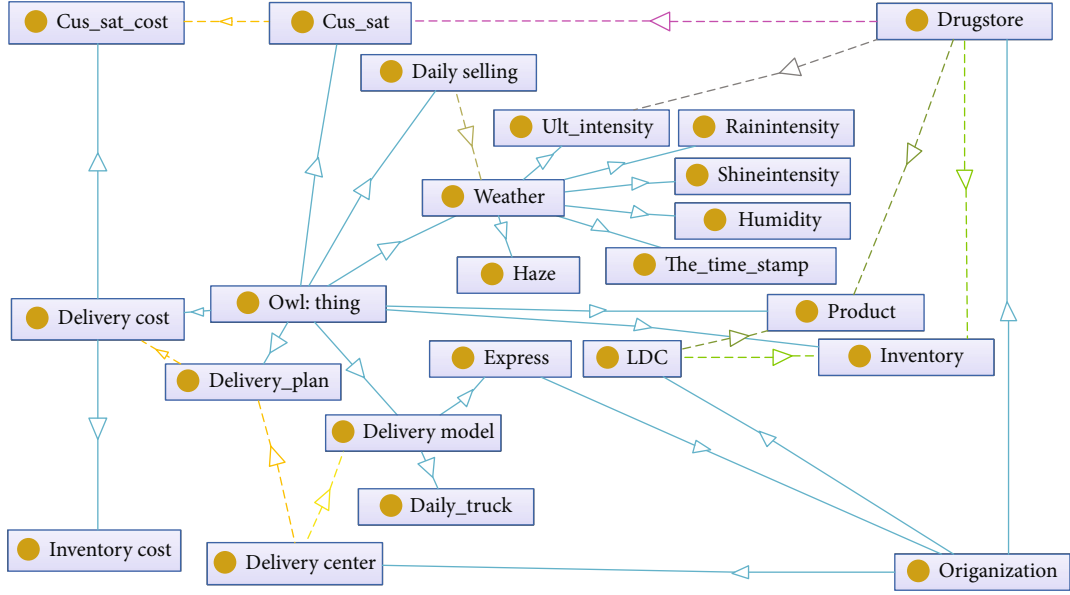 Cus_sat_cost
Cus_sat
Drugstore
Daily selling
Ult_intensity
Rainintensity
Shineintensity
Weather
Humidity
The_time_stamp
Haze
Owl: thing
Delivery cost
Product
Express
LDC
Inventory
Delivery_plan
Delivery model
Daily_truck
Inventory cost
Delivery center
Origanization